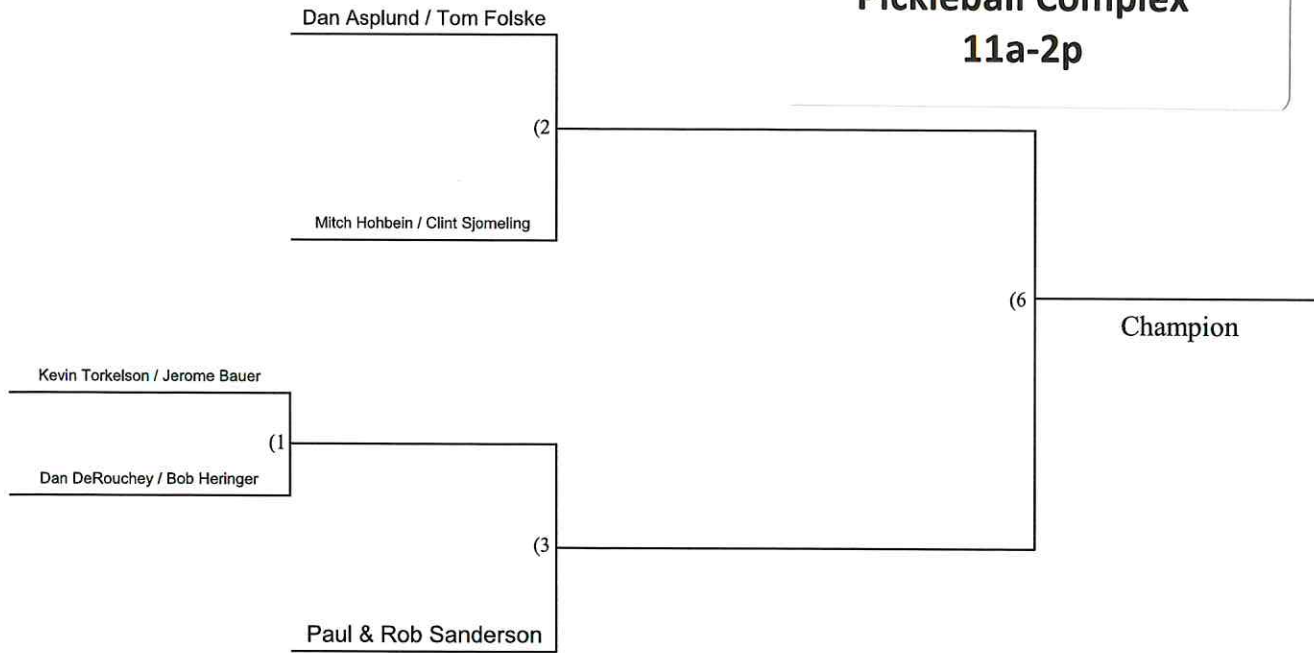 Pickleball Complex
11a-2p
Dan Asplund / Tom Folske
(2
Mitch Hohbein / Clint Sjomeling
(6
Champion
Kevin Torkelson / Jerome Bauer
(1
Dan DeRouchey / Bob Heringer
(3
Paul & Rob Sanderson